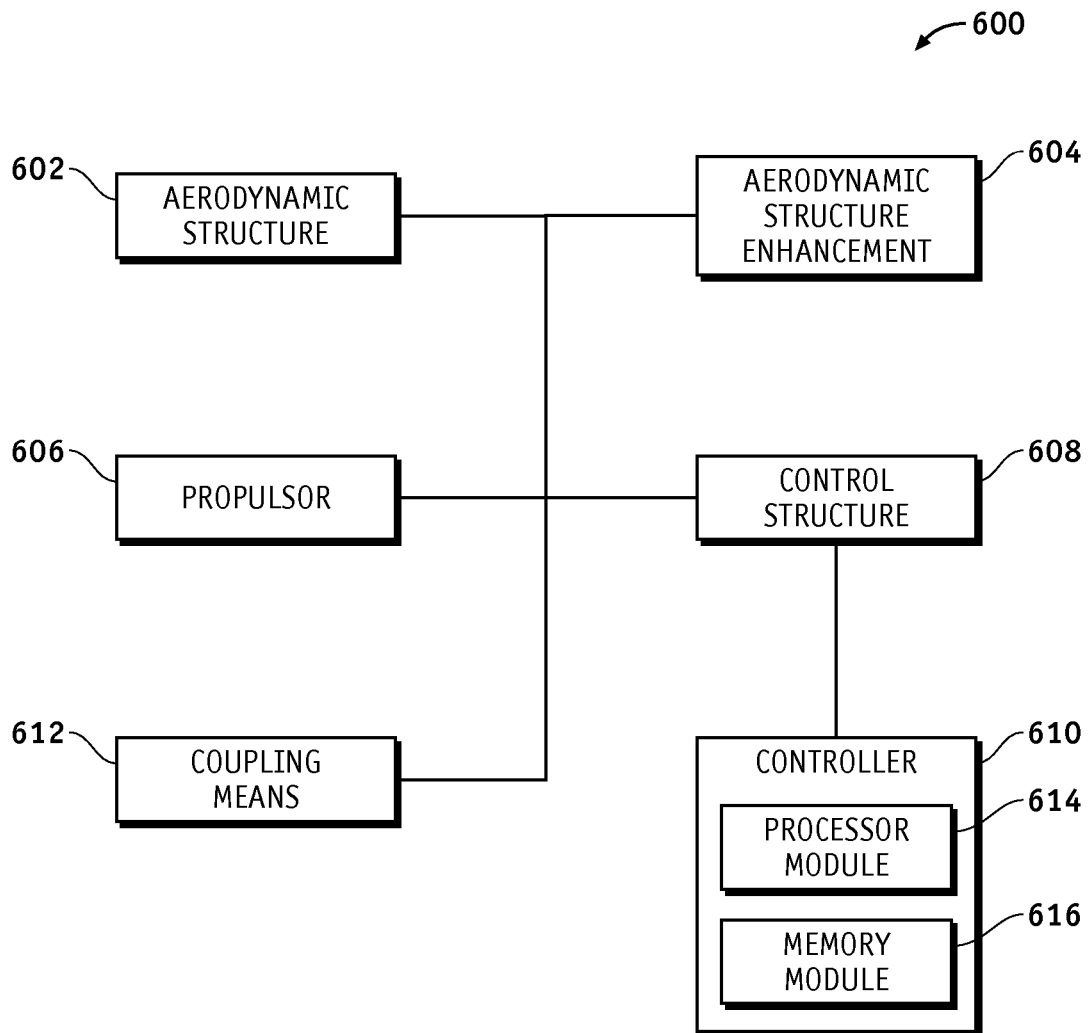 600
602
AERODYNAMIC
STRUCTURE
604
AERODYNAMIC
STRUCTURE
ENHANCEMENT
606
PROPULSOR
608
CONTROL
STRUCTURE
612
COUPLING
MEANS
610
CONTROLLER
614
PROCESSOR
MODULE
616
MEMORY
MODULE